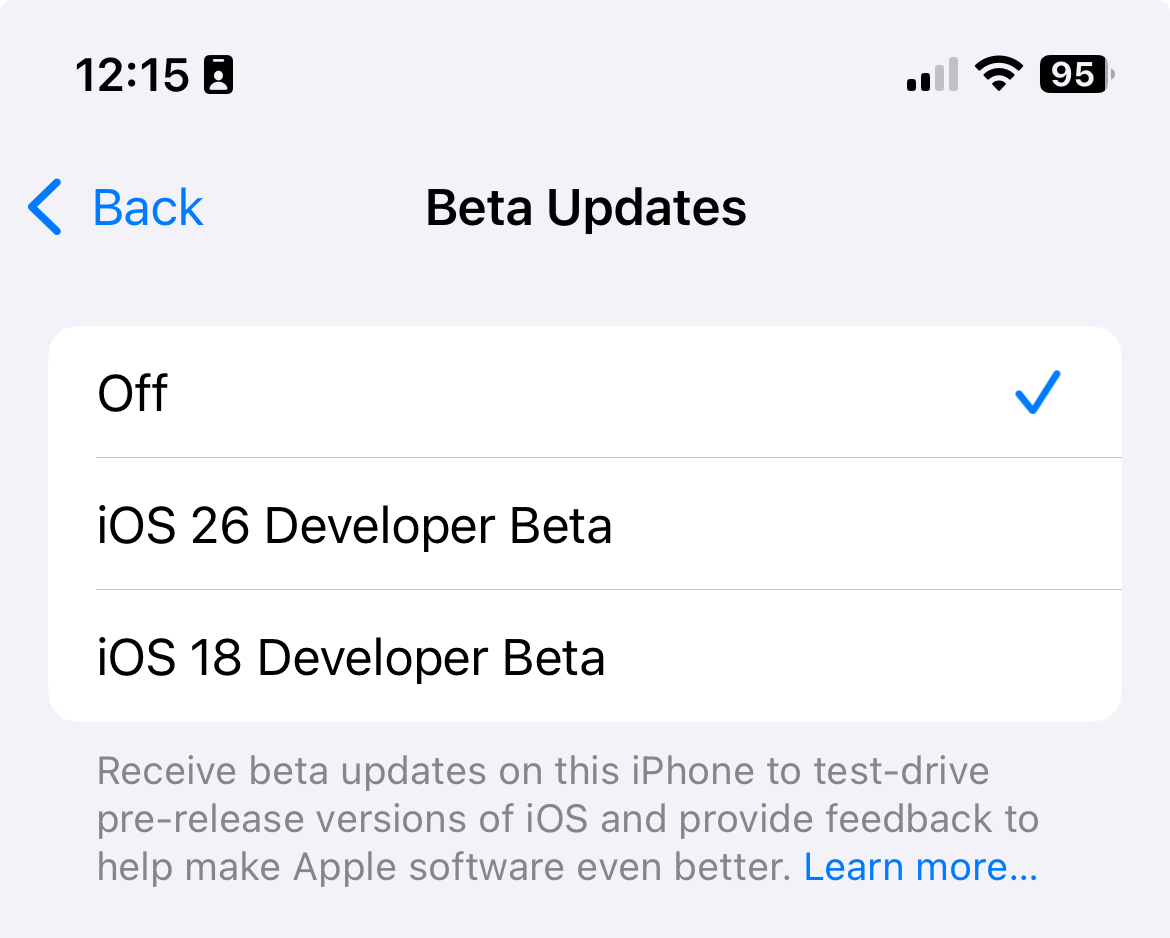 12:15 95
Back Beta Updates
Off
iOS 26 Developer Beta
iOS 18 Developer Beta
Receive beta updates on this iPhone to test-drive
pre-release versions of iOS and provide feedback to
help make Apple software even better. Learn more...